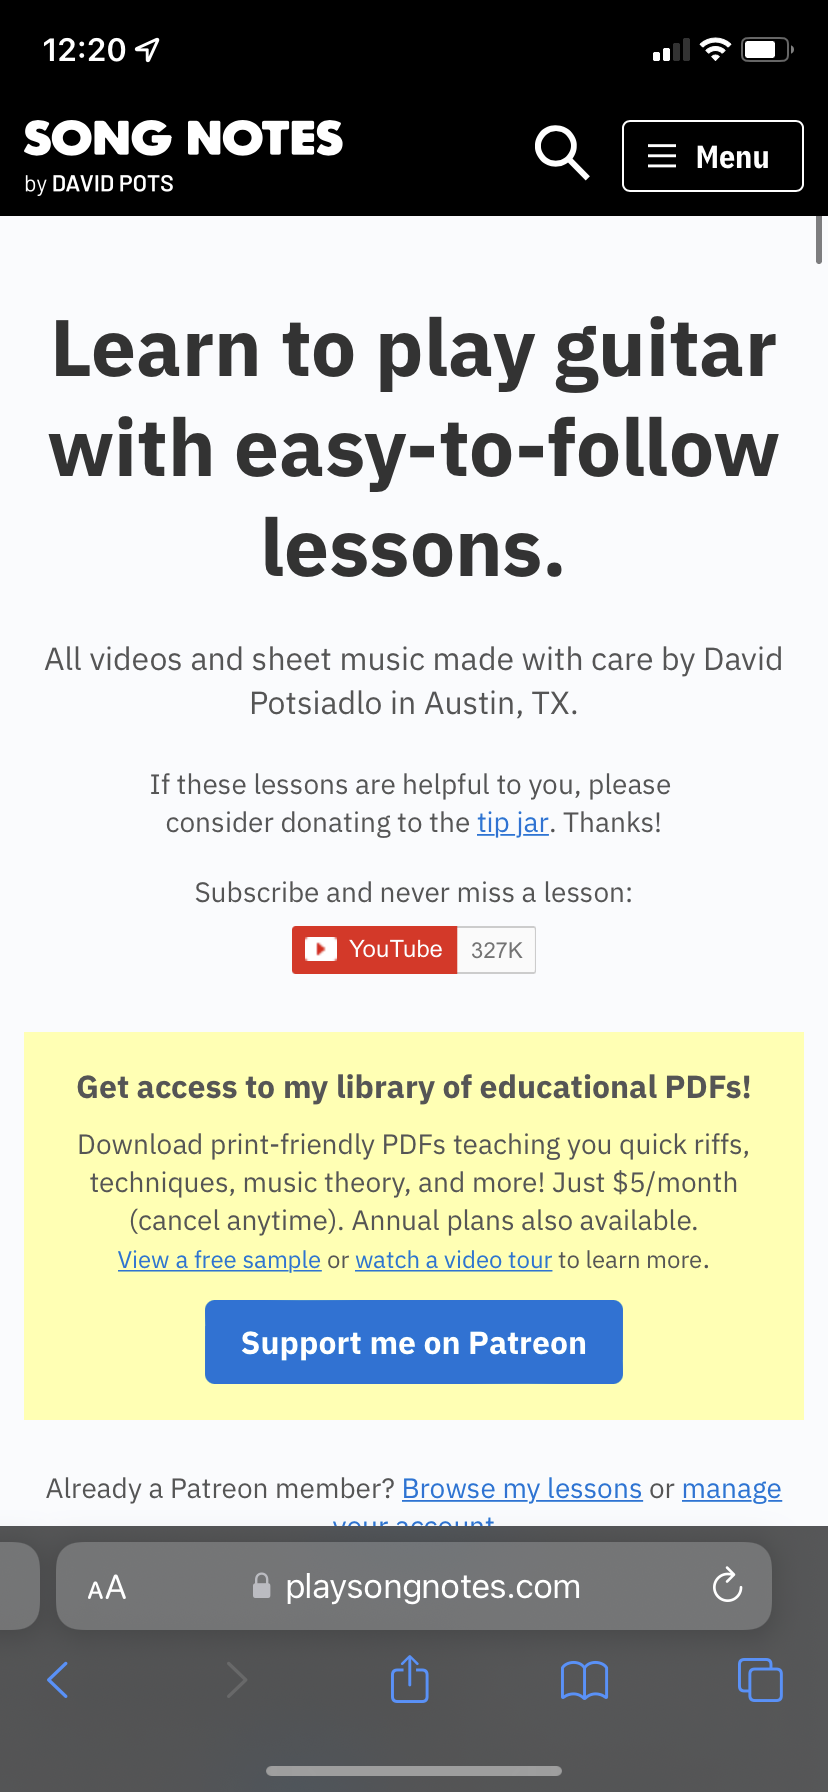 12:20
SONG NOTES
by DAVID POTS
Menu
Learn to play guitar
with easy-to-follow
lessons.
All videos and sheet music made with care by David
Potsiadlo in Austin, TX.
If these lessons are helpful to you, please
consider donating to the tip jar. Thanks!
Subscribe and never miss a lesson:
YouTube 327K
Get access to my library of educational PDFs!
Download print-friendly PDFs teaching you quick riffs,
techniques, music theory, and more! Just $5/month
(cancel anytime). Annual plans also available.
View a free sample or watch a video tour to learn more.
Support me on Patreon
Already a Patreon member? Browse my lessons or manage
your account
AA playsongnotes.com